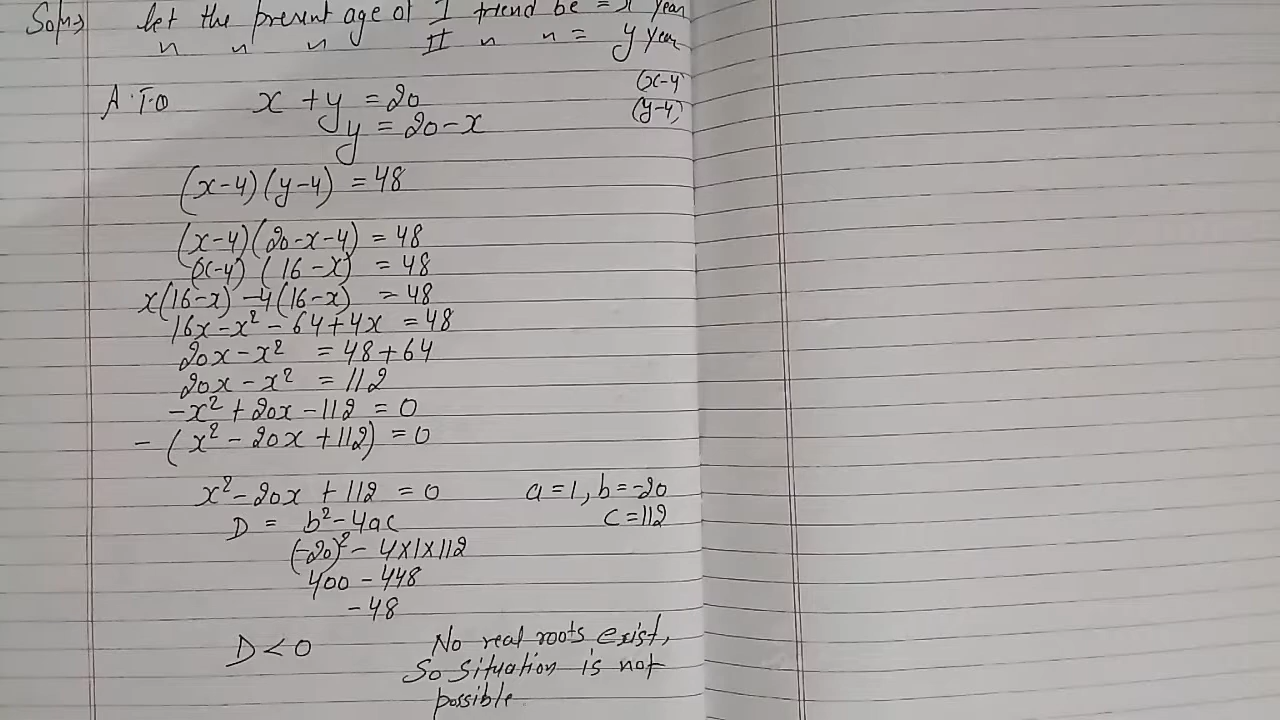 Soln⇒ Let the present age of I friend be = x year
" " " II " " = y year
A.T.Q x + y = 20 (x-4)
y = 20-x (y-4)
(x-4)(y-4) = 48
(x-4)(20-x-4) = 48
(x-4) (16-x) = 48
x(16-x) -4(16-x) = 48
16x-x² - 64+4x = 48
20x-x² = 48+64
20x-x² = 112
-x² + 20x - 112 = 0
- (x² - 20x + 112) = 0
x² - 20x + 112 = 0 a=1, b=-20
D = b²-4ac c=112
(-20)² - 4×1×112
400 - 448
-48
D<0 No real roots exist,
So situation is not
possible